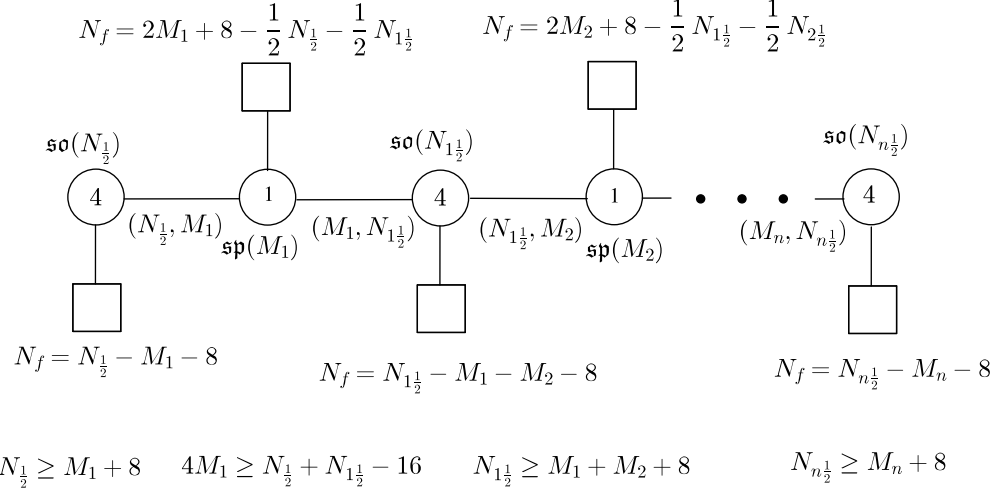 N_f = 2M_1 + 8 - \frac{1}{2} N_{\frac{1}{2}} - \frac{1}{2} N_{1\frac{1}{2}}
N_f = 2M_2 + 8 - \frac{1}{2} N_{1\frac{1}{2}} - \frac{1}{2} N_{2\frac{1}{2}}
\mathfrak{so}(N_{\frac{1}{2}})
\mathfrak{so}(N_{1\frac{1}{2}})
\mathfrak{so}(N_{n\frac{1}{2}})
4
1
4
1
4
(N_{\frac{1}{2}}, M_1)
\mathfrak{sp}(M_1)
(M_1, N_{1\frac{1}{2}})
(N_{1\frac{1}{2}}, M_2)
\mathfrak{sp}(M_2)
(M_n, N_{n\frac{1}{2}})
N_f = N_{\frac{1}{2}} - M_1 - 8
N_f = N_{1\frac{1}{2}} - M_1 - M_2 - 8
N_f = N_{n\frac{1}{2}} - M_n - 8
N_{\frac{1}{2}} ≥ M_1 + 8
4M_1 ≥ N_{\frac{1}{2}} + N_{1\frac{1}{2}} - 16
N_{1\frac{1}{2}} ≥ M_1 + M_2 + 8
N_{n\frac{1}{2}} ≥ M_n + 8